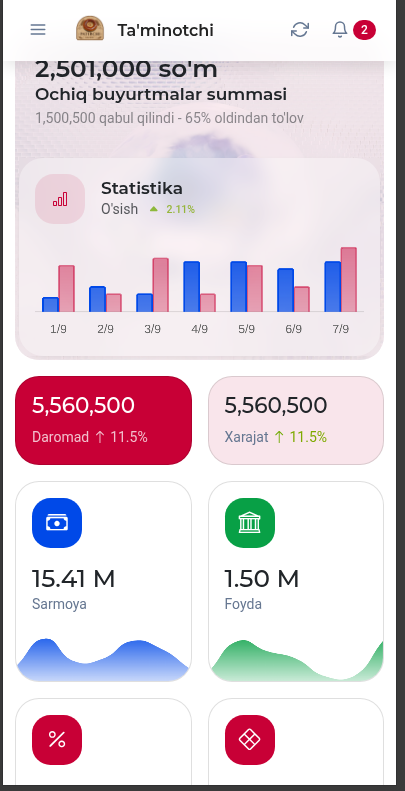 Ta'minotchi
2
2,501,000 so'm
Ochiq buyurtmalar summasi
1,500,500 qabul qilindi - 65% oldindan to'lov
Statistika
O'sish 2.11%
1/9 2/9 3/9 4/9 5/9 6/9 7/9
5,560,500
Daromad ↑ 11.5%
5,560,500
Xarajat ↑ 11.5%
15.41 M
Sarmoya
1.50 M
Foyda